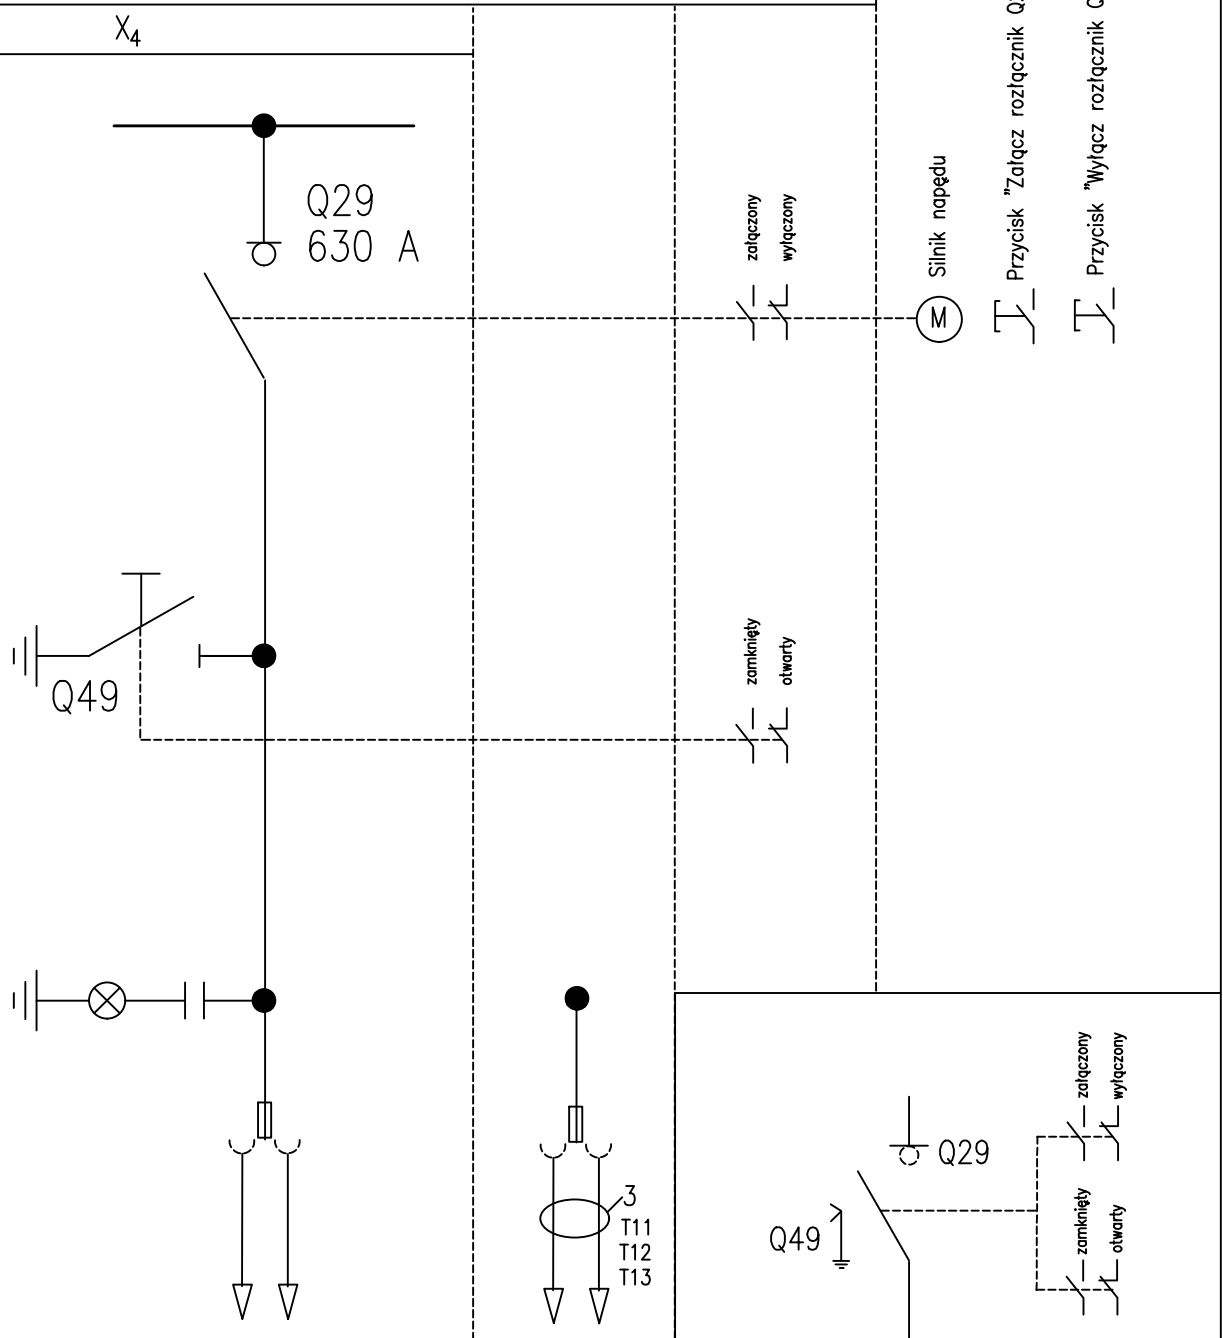 X4
Q29
630 A
załączony
wyłączony
Silnik napędu
Przycisk "Załącz rozłącznik
Przycisk "Wyłącz rozłącznik
M
Q49
zamknięty
otwarty
załączony
wyłączony
Q29
3
T11
T12
T13
Q49
zamknięty
otwarty